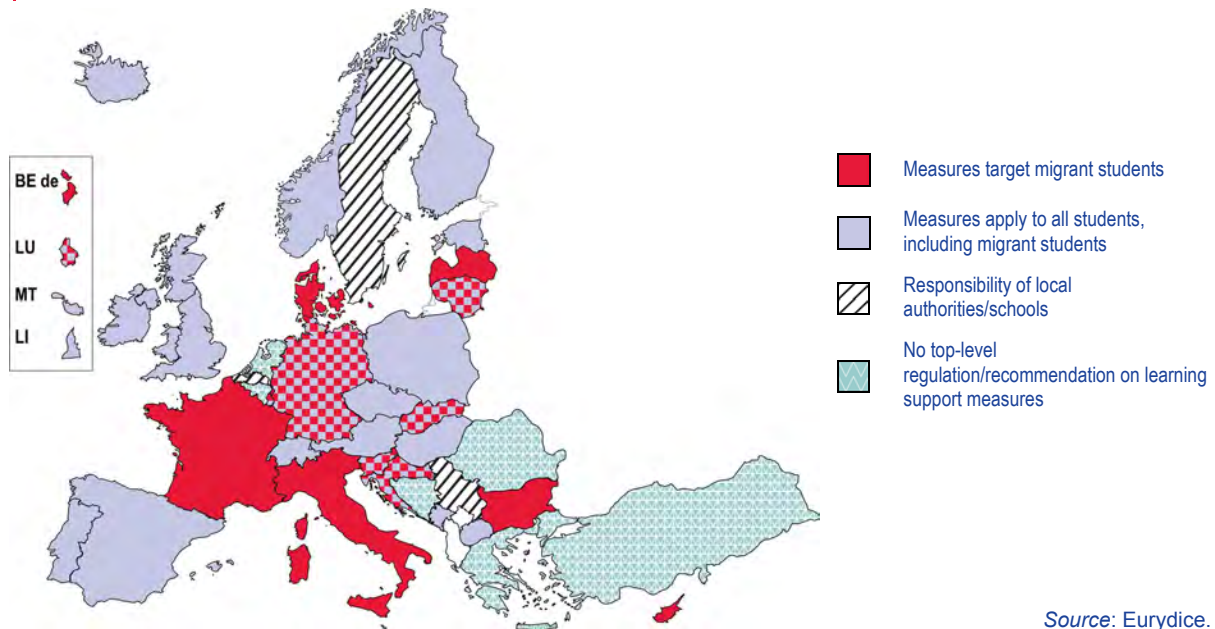 BE de
LU
MT
LI
Measures target migrant students
Measures apply to all students,
including migrant students
Responsibility of local
authorities/schools
No top-level
regulation/recommendation on learning
support measures
Source: Eurydice.